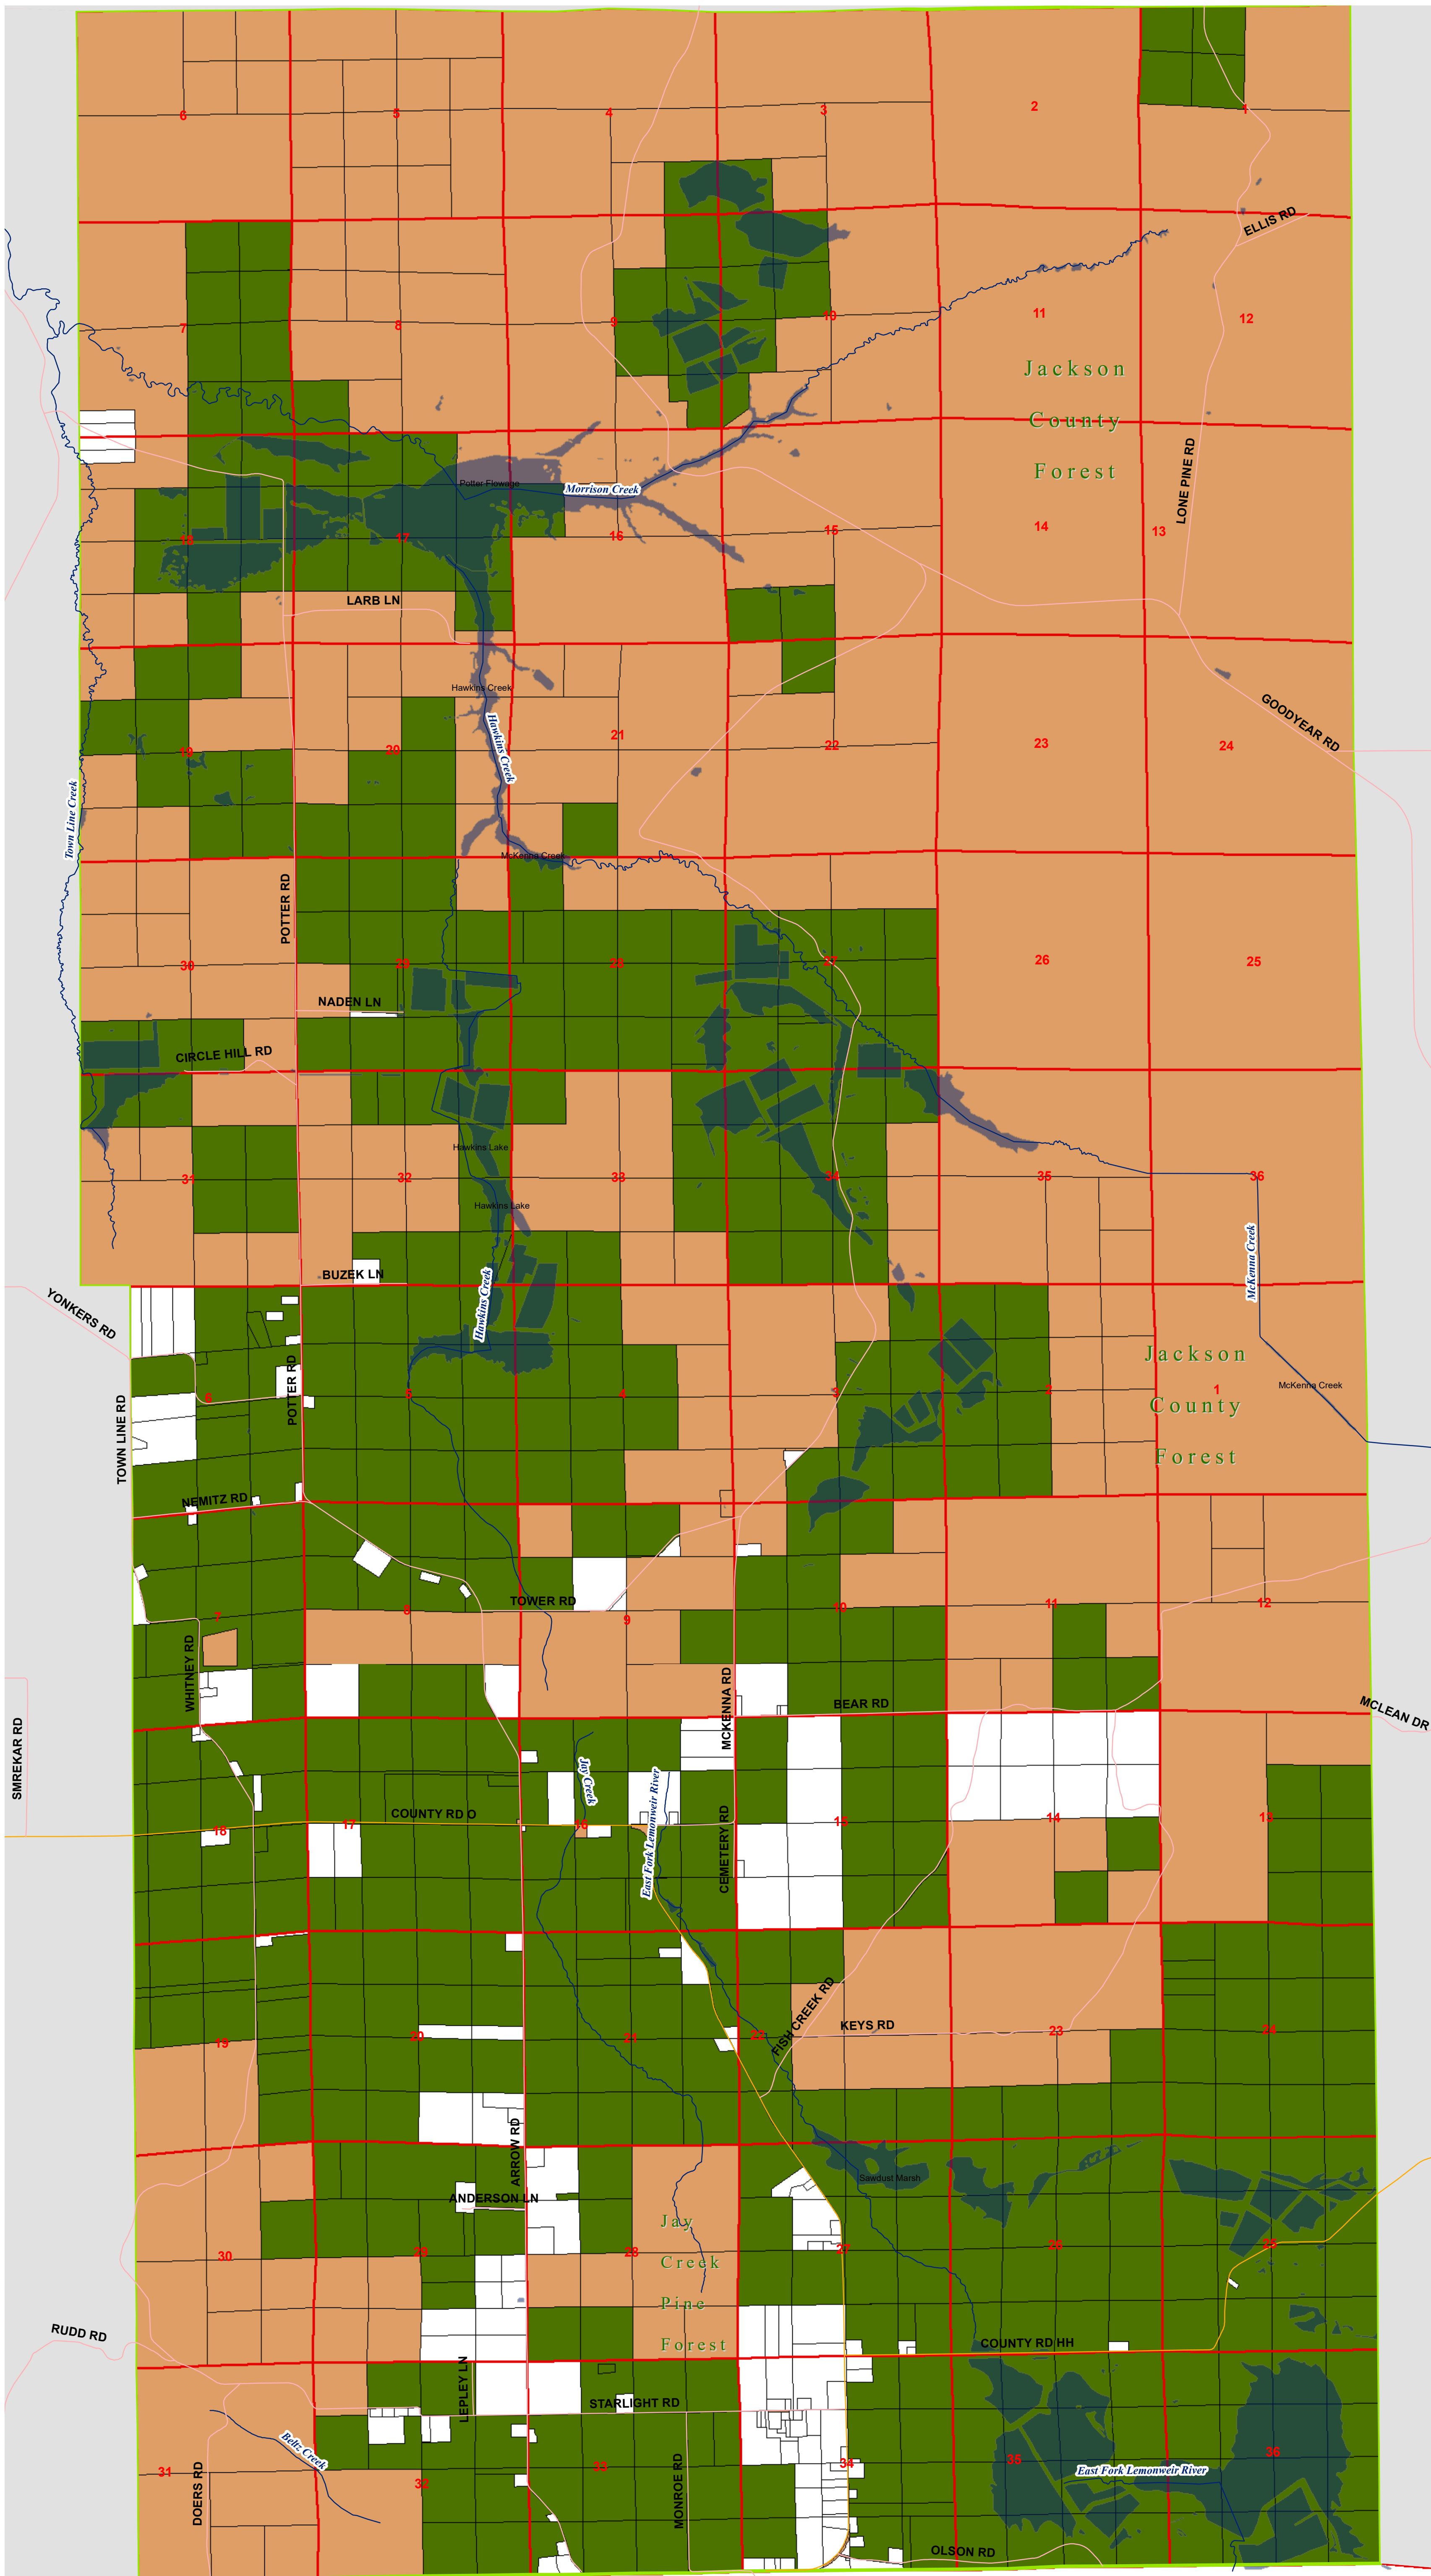 6
5
4
3
2
1
ELLIS RD
7
8
9
10
11
12
Jackson
County
Forest
LONE PINE RD
Potter Flowage
Morrison Creek
18
17
16
15
14
13
LARB LN
Hawkins Creek
Hawkins Creek
GOODYEAR RD
19
20
21
22
23
24
Town Line Creek
McKenna Creek
POTTER RD
30
29
28
27
26
25
NADEN LN
CIRCLE HILL RD
Hawkins Lake
31
32
33
34
35
36
Hawkins Lake
McKenna Creek
BUZEK LN
Hawkins Creek
YONKERS RD
Jackson
County
Forest
POTTER RD
TOWN LINE RD
6
5
4
3
2
1
McKenna Creek
NEMITZ RD
TOWER RD
7
8
9
10
11
12
WHITNEY RD
MCKENNA RD
BEAR RD
MCLEAN DR
SMREKAR RD
Jay Creek
East Fork Lemonweir River
COUNTY RD O
CEMETERY RD
18
17
16
15
14
13
FISH CREEK RD
KEYS RD
19
20
21
22
23
24
ARROW RD
Sawdust Marsh
ANDERSON LN
Jay
Creek
Pine
Forest
30
29
28
27
26
25
RUDD RD
COUNTY RD HH
LEPLEY LN
STARLIGHT RD
Beltz Creek
DOERS RD
MONROE RD
31
32
33
34
35
36
East Fork Lemonweir River
OLSON RD